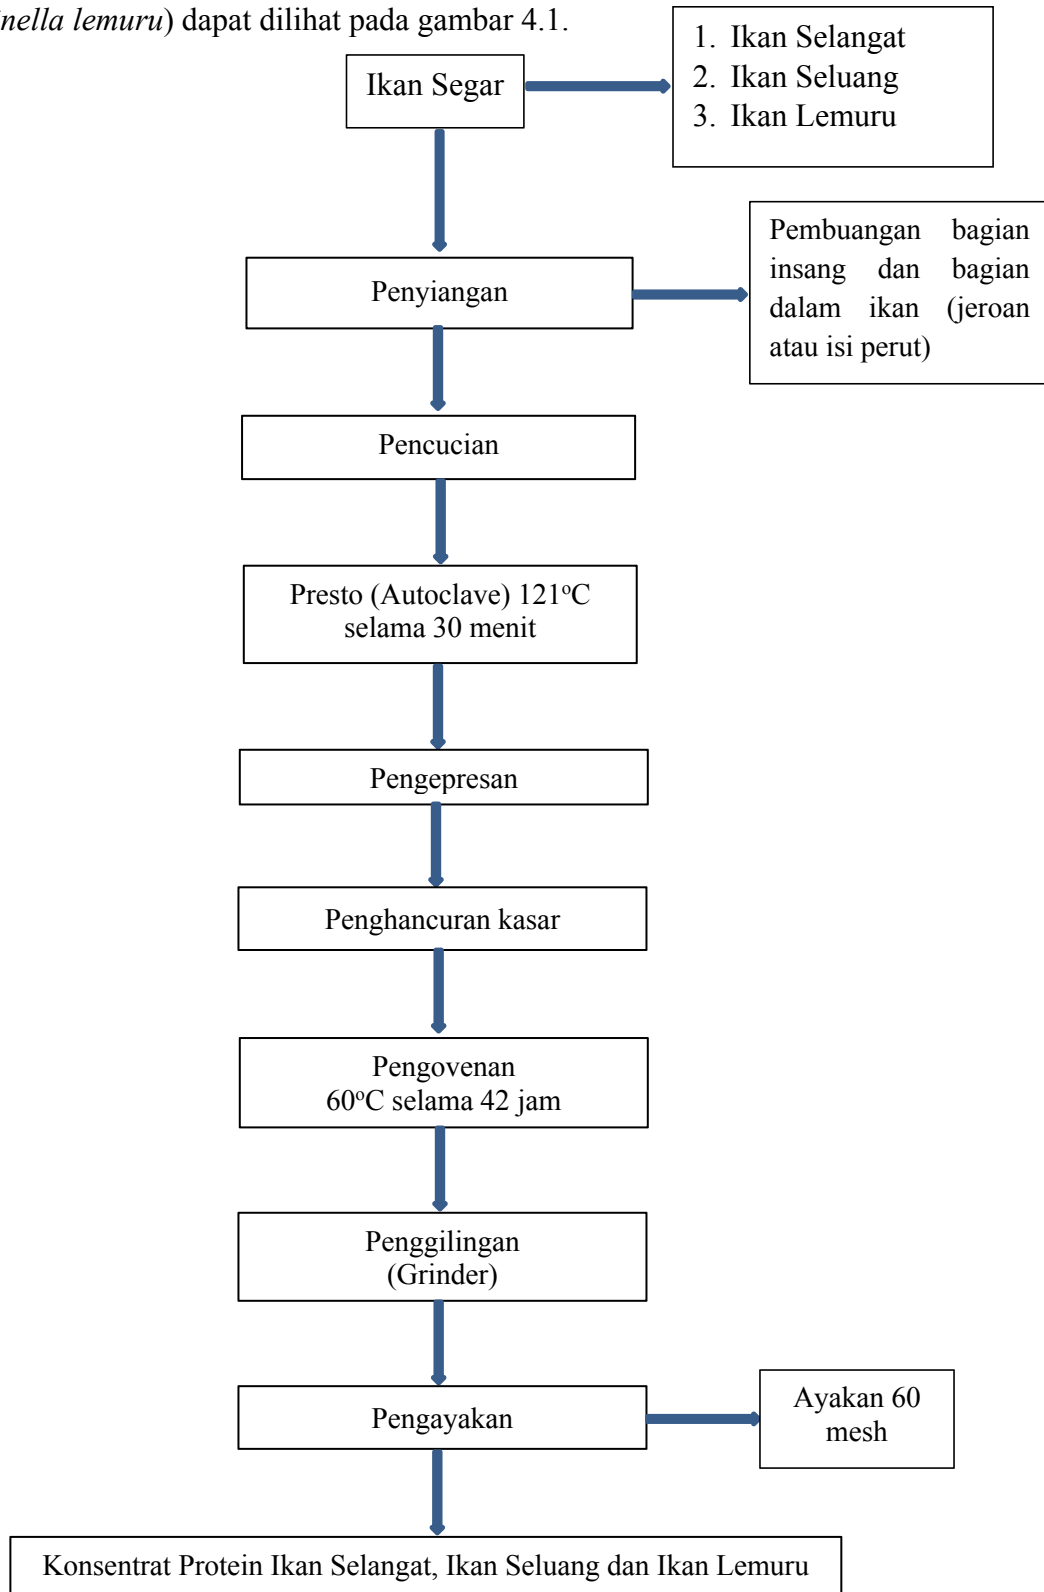 nella lemuru) dapat dilihat pada gambar 4.1.
Ikan Segar
1. Ikan Selangat
2. Ikan Seluang
3. Ikan Lemuru
Penyiangan
Pembuangan bagian
insang dan bagian
dalam ikan (jeroan
atau isi perut)
Pencucian
Presto (Autoclave) 121°C
selama 30 menit
Pengepresan
Penghancuran kasar
Pengovenan
60°C selama 42 jam
Penggilingan
(Grinder)
Pengayakan
Ayakan 60
mesh
Konsentrat Protein Ikan Selangat, Ikan Seluang dan Ikan Lemuru